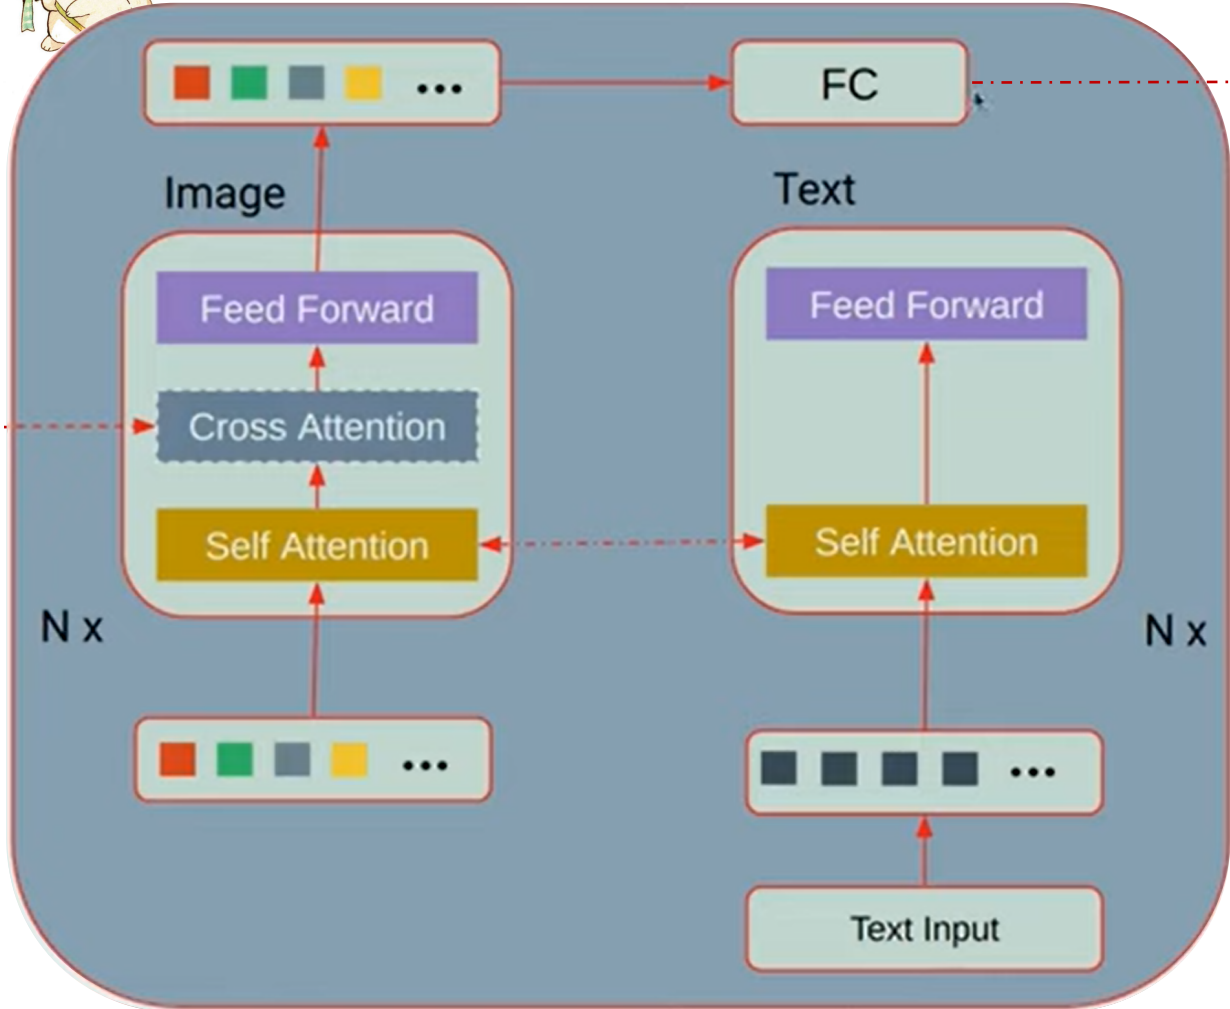 ...
FC
Image
Text
Feed Forward
Feed Forward
Cross Attention
Self Attention
Self Attention
N x
N x
...
...
Text Input